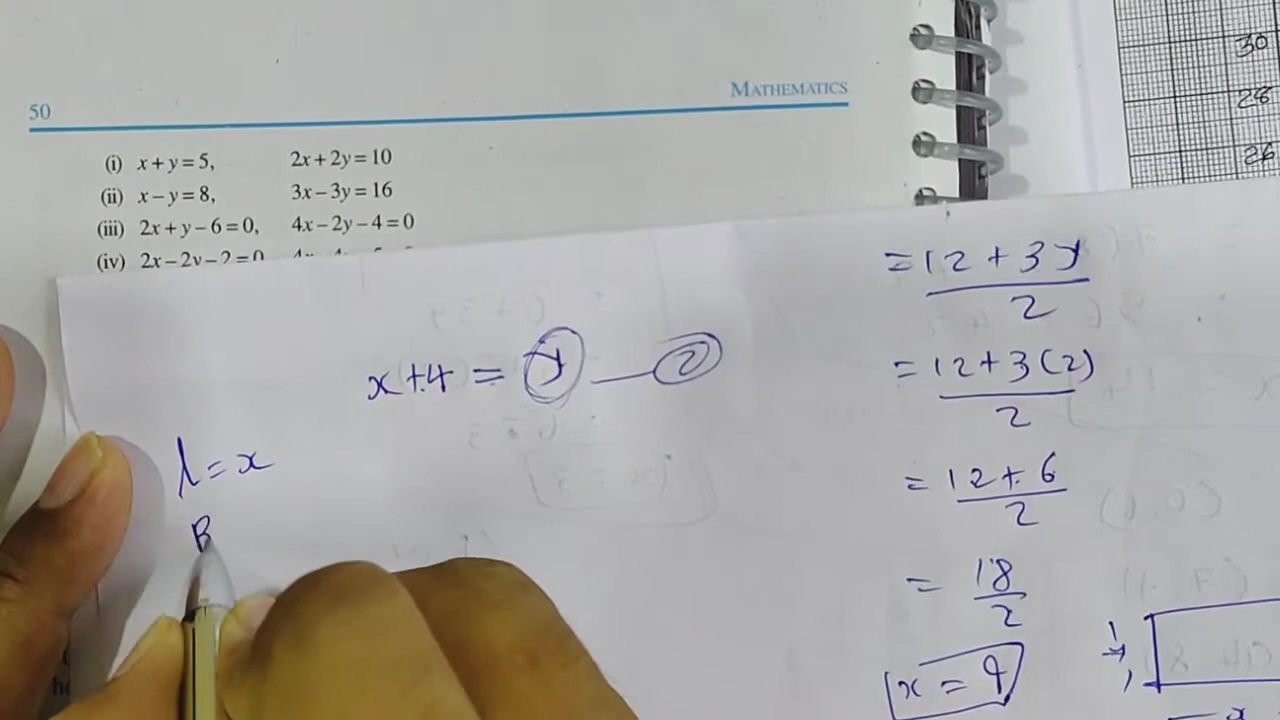 50
MATHEMATICS
(i) x + y = 5, 2x + 2y = 10
(ii) x – y = 8, 3x – 3y = 16
(iii) 2x + y – 6 = 0, 4x – 2y – 4 = 0
(iv) 2x – 2y – 2 = 0,
x + 4 = y — 2
l = x
B
= 12 + 3y / 2
= 12 + 3(2) / 2
= 12 + 6 / 2
= 18 / 2
x = 9
30
28
26